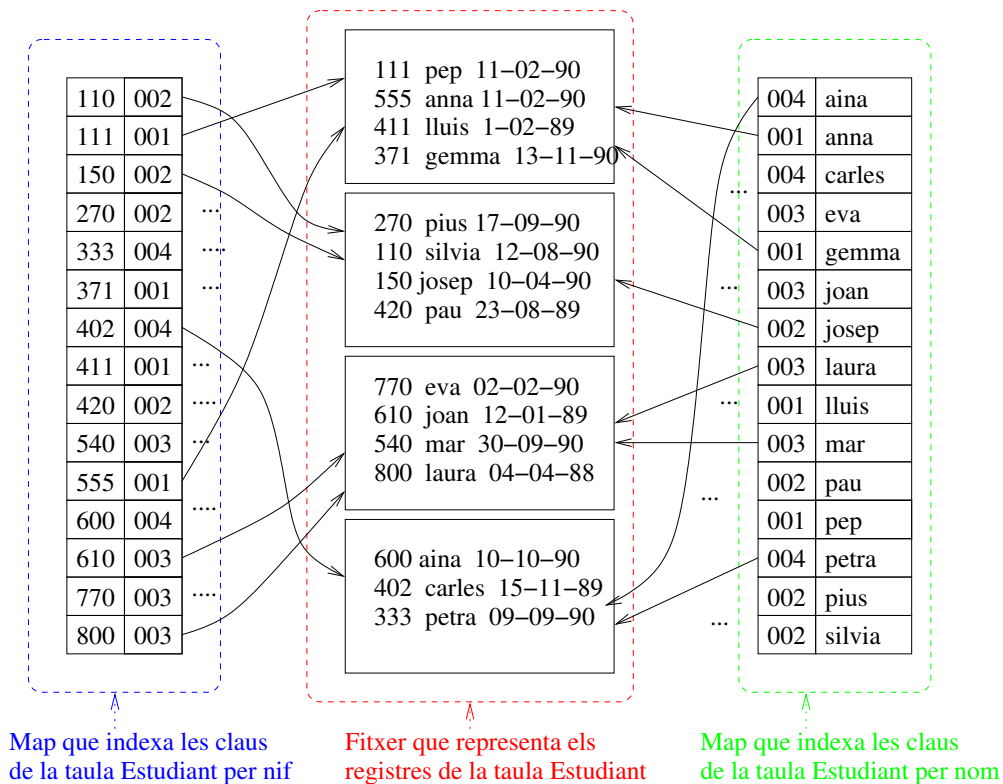 110 002
111 001
150 002
270 002 ...
333 004 ....
371 001 ...
402 004
411 001 ...
420 002 ....
540 003 ...
555 001
600 004 ....
610 003
770 003 ....
800 003
111 pep 11-02-90
555 anna 11-02-90
411 lluis 1-02-89
371 gemma 13-11-90
270 pius 17-09-90
110 silvia 12-08-90
150 josep 10-04-90
420 pau 23-08-89
770 eva 02-02-90
610 joan 12-01-89
540 mar 30-09-90
800 laura 04-04-88
600 aina 10-10-90
402 carles 15-11-89
333 petra 09-09-90
004 aina
001 anna
... 004 carles
003 eva
001 gemma
... 003 joan
002 josep
003 laura
... 001 lluis
003 mar
... 002 pau
001 pep
004 petra
002 pius
... 002 silvia
Map que indexa les claus
de la taula Estudiant per nif
Fitxer que representa els
registres de la taula Estudiant
Map que indexa les claus
de la taula Estudiant per nom